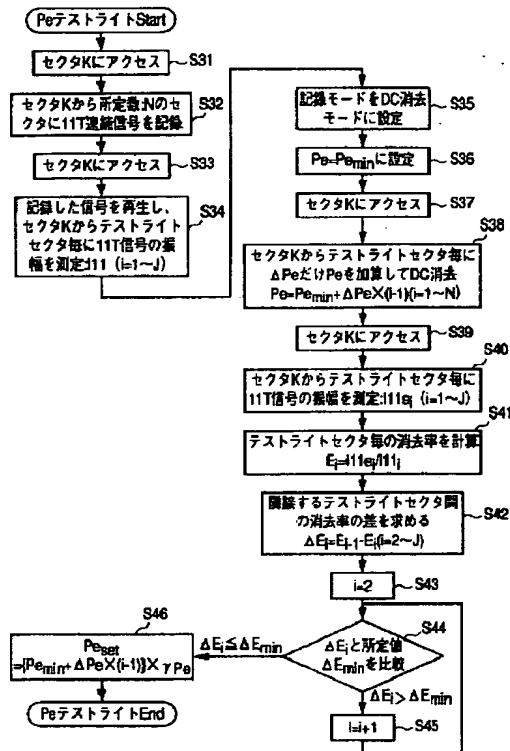 PeテストライトStart
セクタKにアクセス
S31
セクタKから所定数:Nのセ
クタに11T連続信号を記録
S32
セクタKにアクセス
S33
記録した信号を再生し、
セクタKからテストライト
セクタ毎に11T信号の振
幅を測定:I11 (i=1~J)
S34
記録モードをDC消去
モードに設定
S35
Pe=Peminに設定
S36
セクタKにアクセス
S37
セクタKからテストライトセクタ毎に
ΔPeだけPeを加算してDC消去
Pe=Pemin+ΔPe×(i-1)(i=1~N)
S38
セクタKにアクセス
S39
セクタKからテストライトセクタ毎に
11T信号の振幅を測定:I11ei (i=1~J)
S40
テストライトセクタ毎の消去率を計算
Ei=I11ei/I11i
S41
隣接するテストライトセクタ間
の消去率の差を求める
ΔEi=Ei-1-Ei(i=2~J)
S42
i=2
S43
ΔEiと所定値
ΔEminを比較
S44
ΔEi≦ΔEmin
ΔEi>ΔEmin
i=i+1
S45
S46
Peset
={Pemin+ΔPe×(i-1)}×γPe
PeテストライトEnd